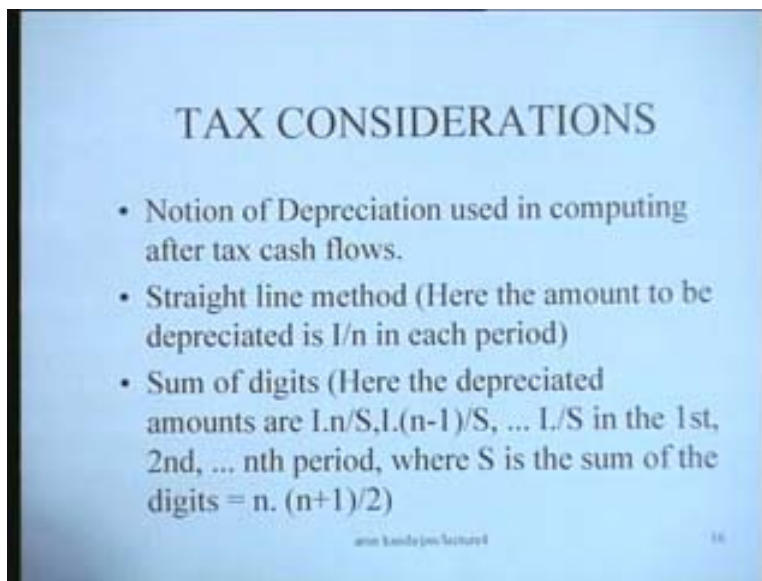 TAX CONSIDERATIONS
• Notion of Depreciation used in computing
after tax cash flows.
• Straight line method (Here the amount to be
depreciated is I/n in each period)
• Sum of digits (Here the depreciated
amounts are I.n/S,I.(n-1)/S, ... I./S in the 1st,
2nd, ... nth period, where S is the sum of the
digits = n. (n+1)/2)
16